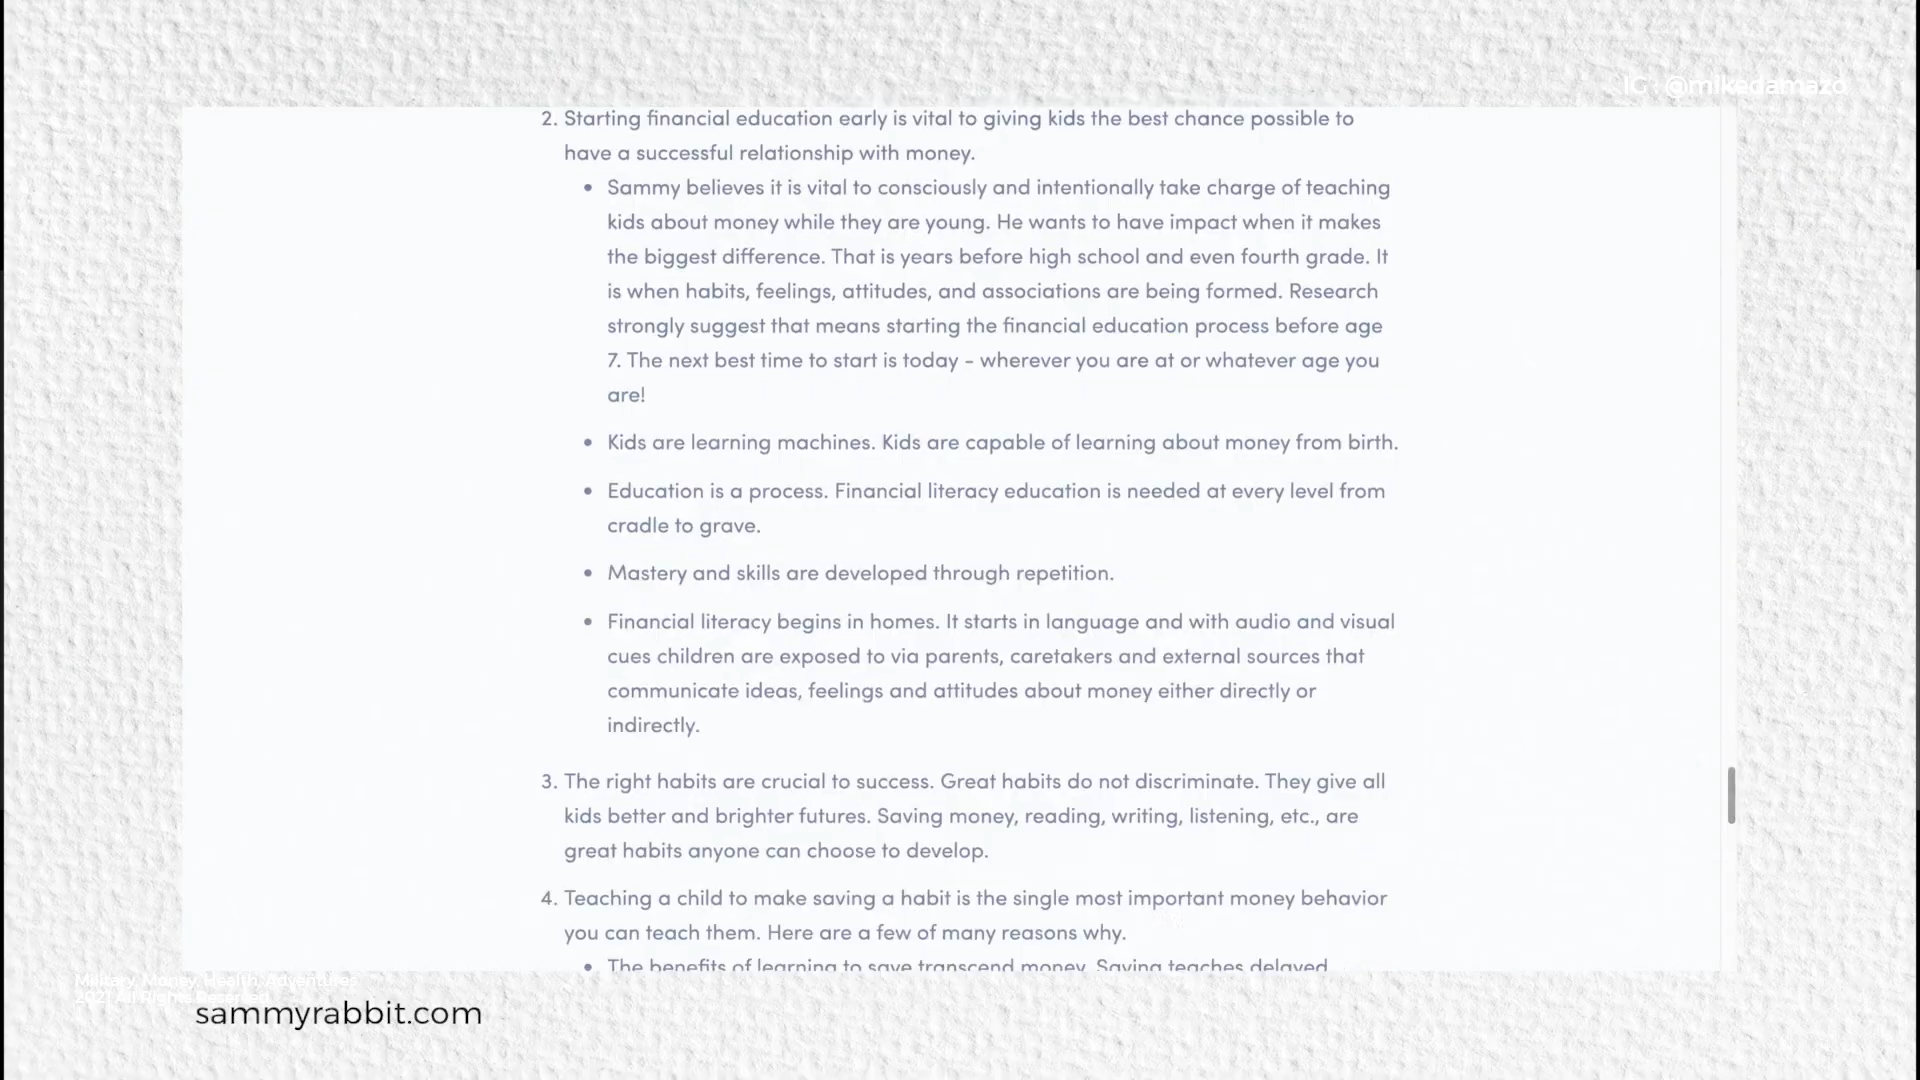 IG : @mikedamazo
2. Starting financial education early is vital to giving kids the best chance possible to
have a successful relationship with money.
• Sammy believes it is vital to consciously and intentionally take charge of teaching
kids about money while they are young. He wants to have impact when it makes
the biggest difference. That is years before high school and even fourth grade. It
is when habits, feelings, attitudes, and associations are being formed. Research
strongly suggest that means starting the financial education process before age
7. The next best time to start is today - wherever you are at or whatever age you
are!
• Kids are learning machines. Kids are capable of learning about money from birth.
• Education is a process. Financial literacy education is needed at every level from
cradle to grave.
• Mastery and skills are developed through repetition.
• Financial literacy begins in homes. It starts in language and with audio and visual
cues children are exposed to via parents, caretakers and external sources that
communicate ideas, feelings and attitudes about money either directly or
indirectly.
3. The right habits are crucial to success. Great habits do not discriminate. They give all
kids better and brighter futures. Saving money, reading, writing, listening, etc., are
great habits anyone can choose to develop.
4. Teaching a child to make saving a habit is the single most important money behavior
you can teach them. Here are a few of many reasons why.
• The benefits of learning to save transcend money. Saving teaches delayed
Military, Money, Health, Adventures
2021 All Rights Reserved
sammyrabbit.com